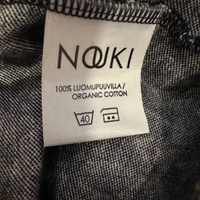 NOUKI
100% LUOMUPUUVILLA /
ORGANIC COTTON
40